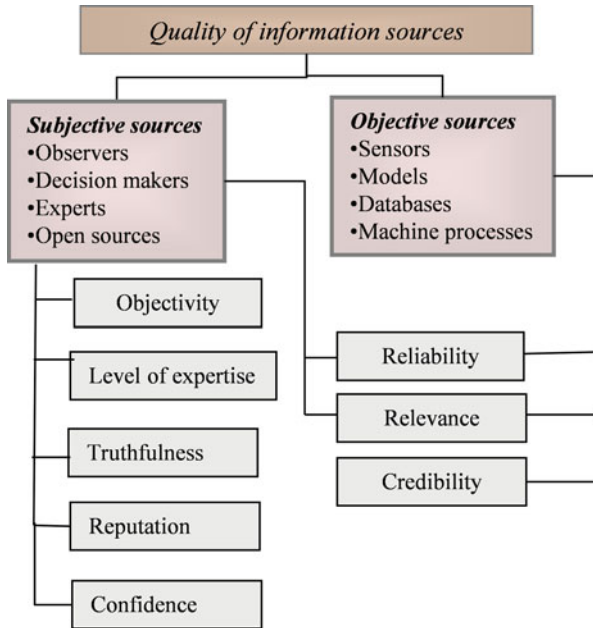 Quality of information sources
Subjective sources
•Observers
•Decision makers
•Experts
•Open sources
Objective sources
•Sensors
•Models
•Databases
•Machine processes
Objectivity
Level of expertise
Truthfulness
Reputation
Confidence
Reliability
Relevance
Credibility